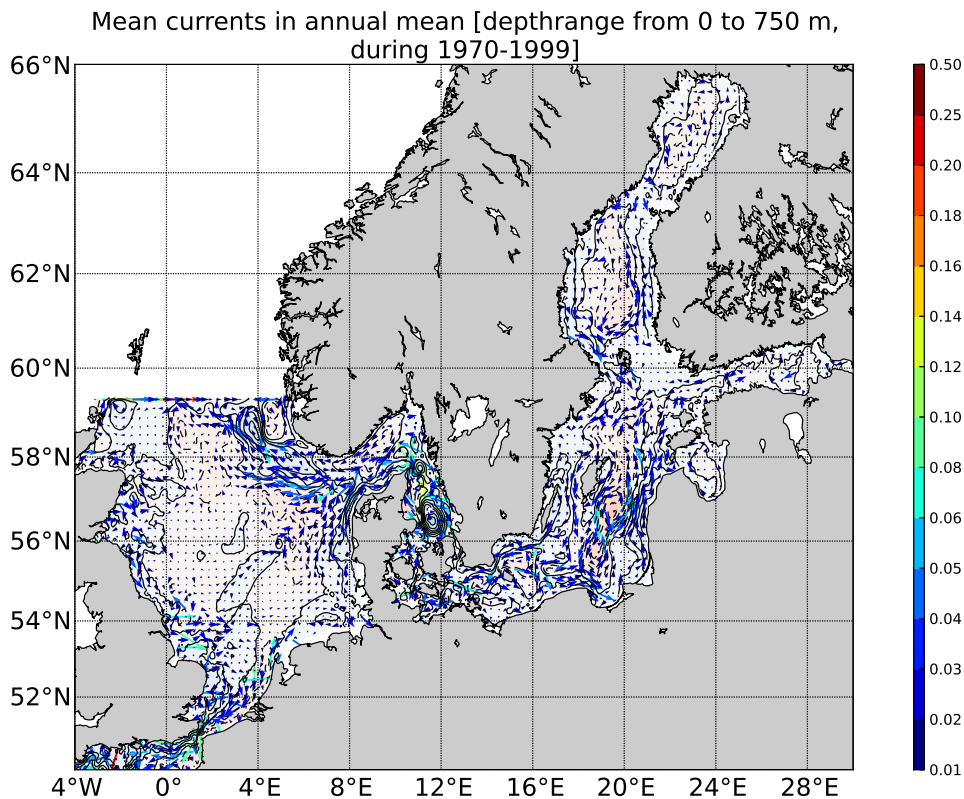 Mean currents in annual mean [depthrange from 0 to 750 m,
during 1970-1999]
66°N
64°N
62°N
60°N
58°N
56°N
54°N
52°N
4°W 0° 4°E 8°E 12°E 16°E 20°E 24°E 28°E
0.50
0.25
0.20
0.18
0.16
0.14
0.12
0.10
0.08
0.06
0.05
0.04
0.03
0.02
0.01